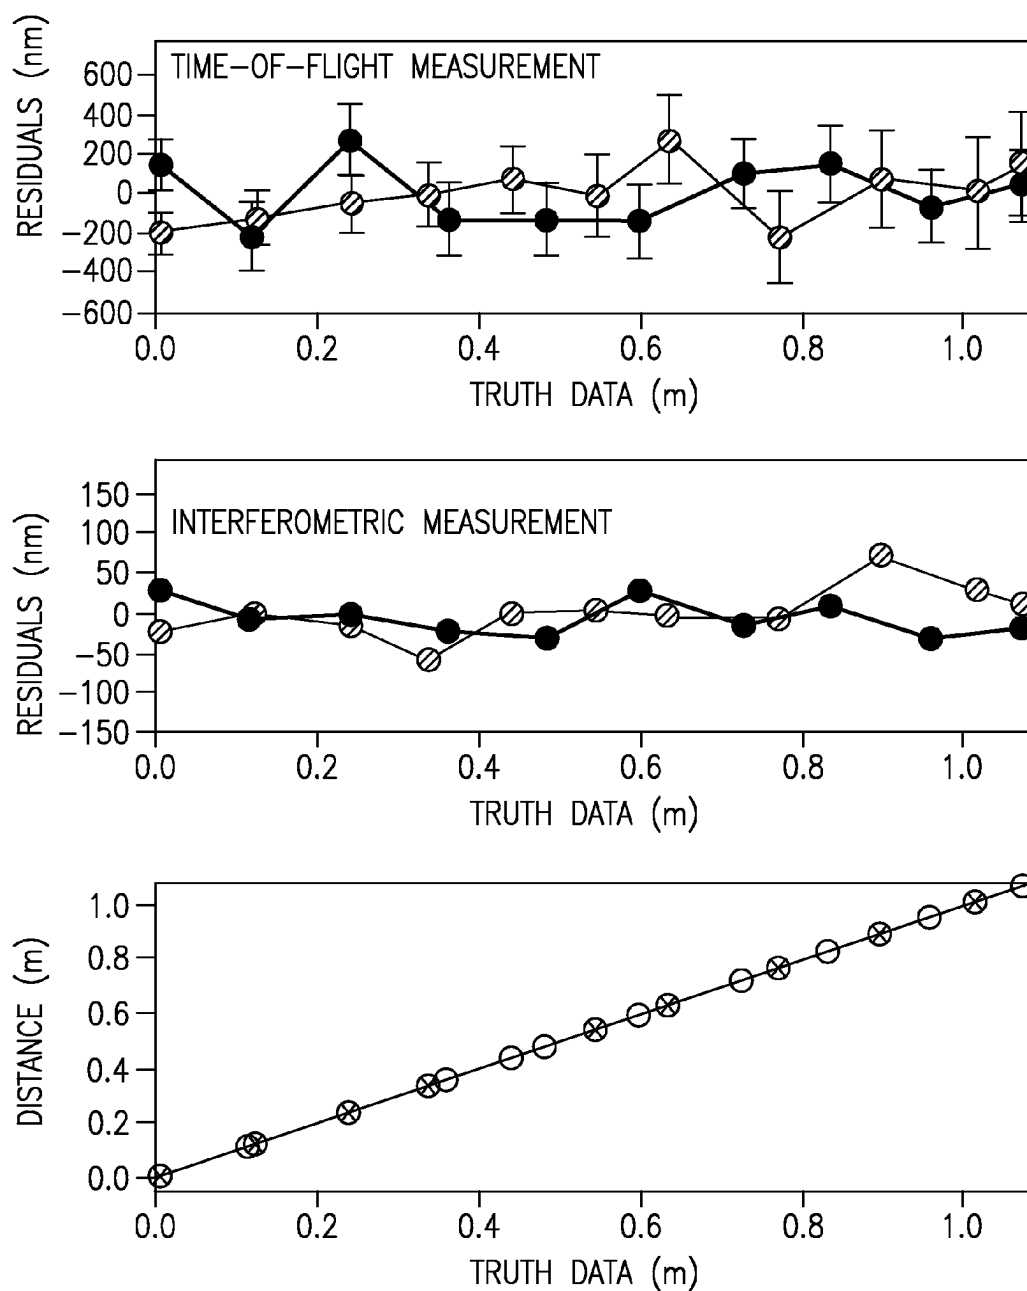 TIME-OF-FLIGHT MEASUREMENT
RESIDUALS (nm)
600
400
200
0
-200
-400
-600
0.0 0.2 0.4 0.6 0.8 1.0
TRUTH DATA (m)
INTERFEROMETRIC MEASUREMENT
RESIDUALS (nm)
150
100
50
0
-50
-100
-150
0.0 0.2 0.4 0.6 0.8 1.0
TRUTH DATA (m)
DISTANCE (m)
1.0
0.8
0.6
0.4
0.2
0.0
0.0 0.2 0.4 0.6 0.8 1.0
TRUTH DATA (m)